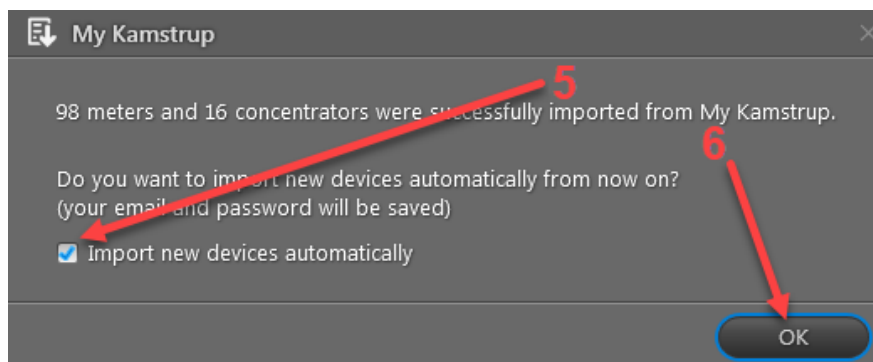 My Kamstrup
5
98 meters and 16 concentrators were successfully imported from My Kamstrup.
6
Do you want to import new devices automatically from now on?
(your email and password will be saved)
Import new devices automatically
OK